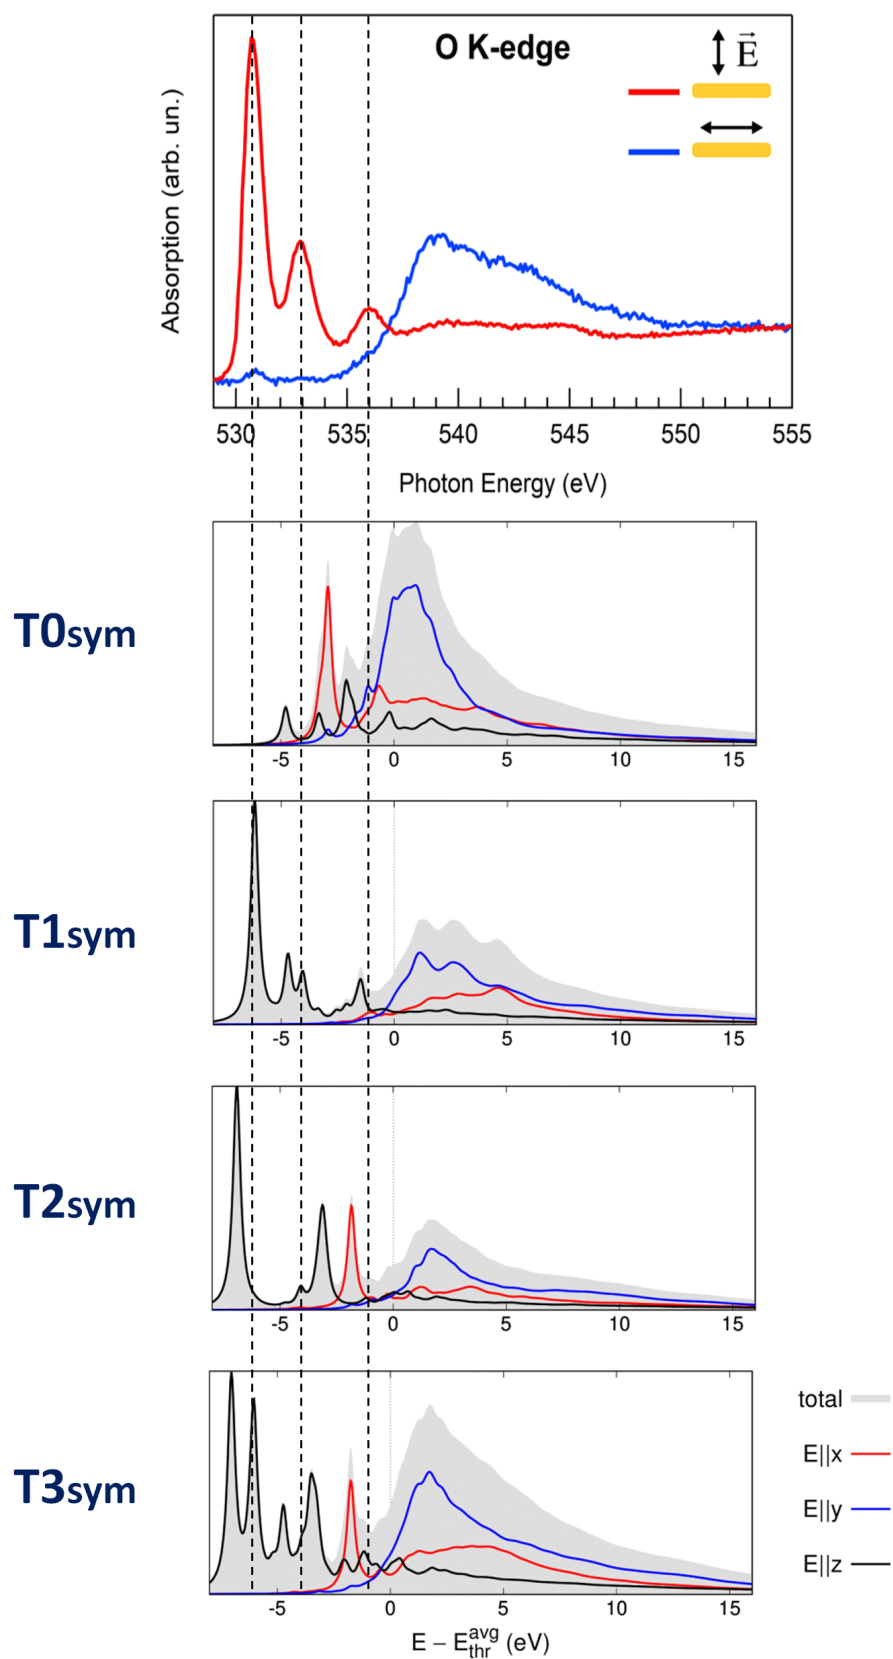 O K-edge
E
Absorption (arb. un.)
530 535 540 545 550 555
Photon Energy (eV)
T0sym
-5 0 5 10 15
T1sym
-5 0 5 10 15
T2sym
-5 0 5 10 15
T3sym
total
E||x
E||y
E||z
-5 0 5 10 15
E – E avg thr (eV)